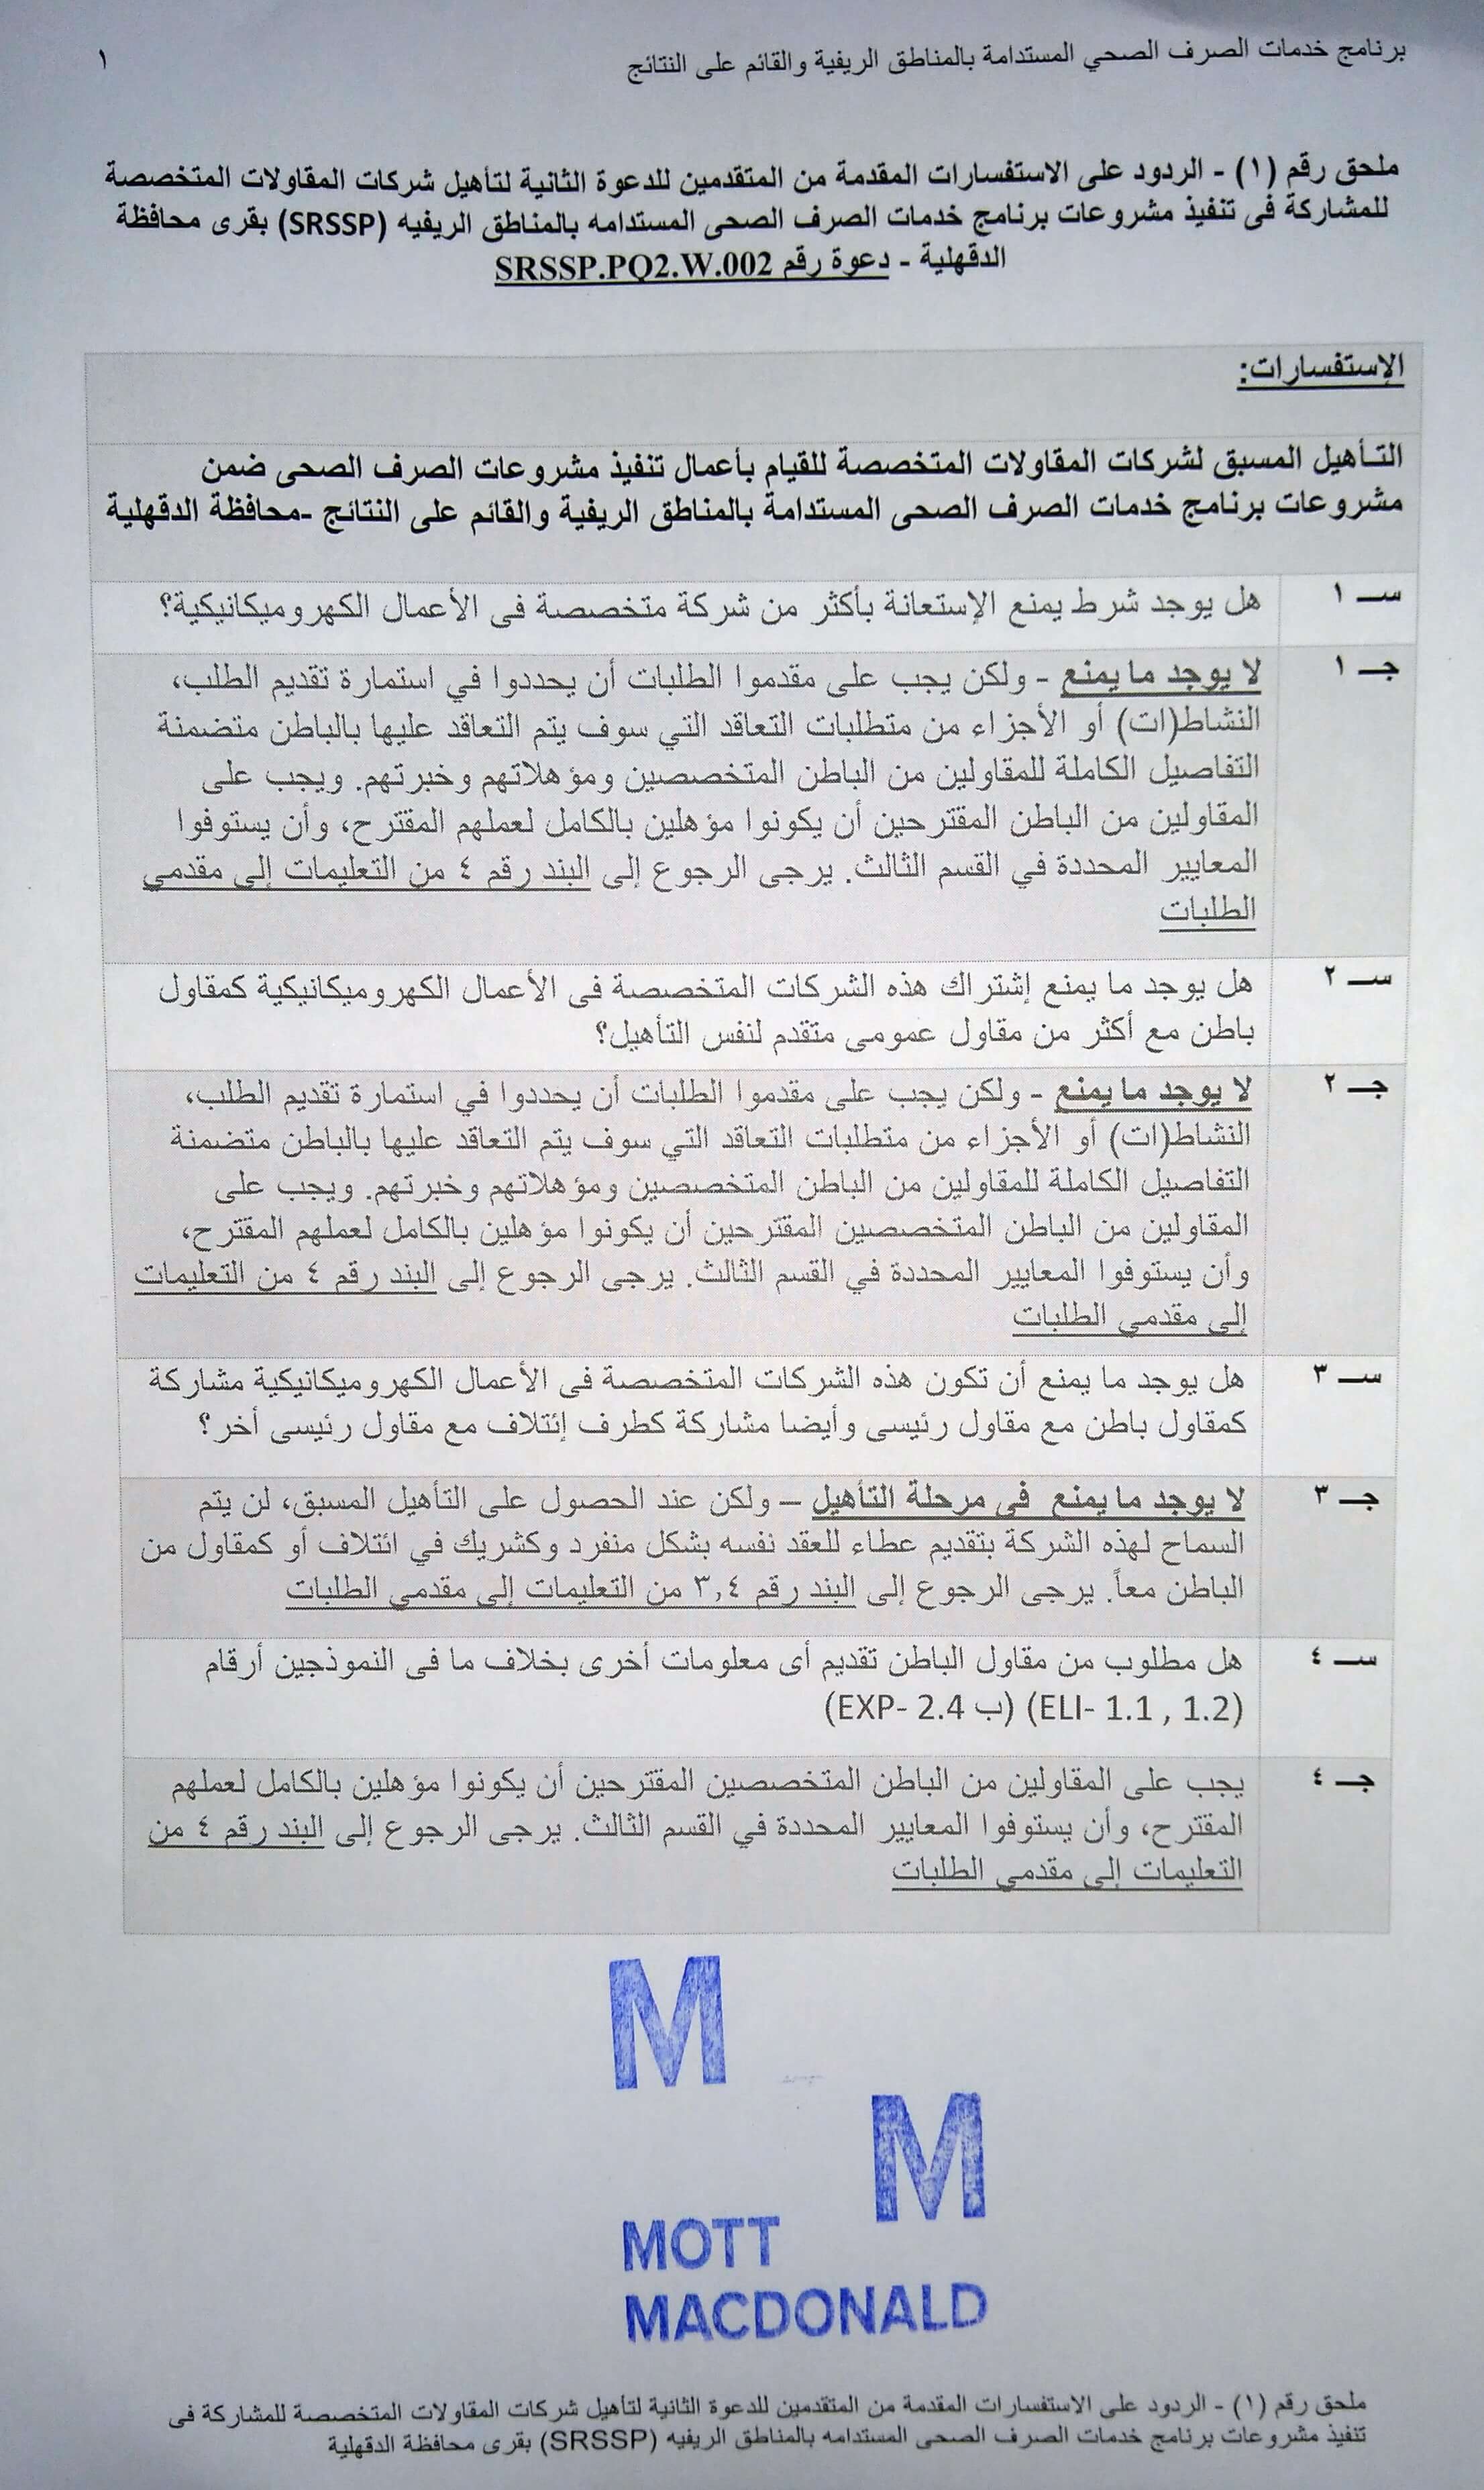 برنامج خدمات الصرف الصحي المستدامة بالمناطق الريفية والقائم على النتائج
١
ملحق رقم (١) - الردود على الاستفسارات المقدمة من المتقدمين للدعوة الثانية لتأهيل شركات المقاولات المتخصصة
للمشاركة فى تنفيذ مشروعات برنامج خدمات الصرف الصحى المستدامه بالمناطق الريفيه (SRSSP) بقرى محافظة
الدقهلية - دعوة رقم SRSSP.PQ2.W.002
الإستفسارات:
التأهيل المسبق لشركات المقاولات المتخصصة للقيام بأعمال تنفيذ مشروعات الصرف الصحى ضمن
مشروعات برنامج خدمات الصرف الصحى المستدامة بالمناطق الريفية والقائم على النتائج -محافظة الدقهلية
سـ ١
هل يوجد شرط يمنع الإستعانة بأكثر من شركة متخصصة فى الأعمال الكهروميكانيكية؟
جـ ١
لا يوجد ما يمنع - ولكن يجب على مقدموا الطلبات أن يحددوا في استمارة تقديم الطلب،
النشاط(ات) أو الأجزاء من متطلبات التعاقد التي سوف يتم التعاقد عليها بالباطن متضمنة
التفاصيل الكاملة للمقاولين من الباطن المتخصصين ومؤهلاتهم وخبرتهم. ويجب على
المقاولين من الباطن المقترحين أن يكونوا مؤهلين بالكامل لعملهم المقترح، وأن يستوفوا
المعايير المحددة في القسم الثالث. يرجى الرجوع إلى البند رقم ٤ من التعليمات إلى مقدمي
الطلبات
سـ ٢
هل يوجد ما يمنع إشتراك هذه الشركات المتخصصة فى الأعمال الكهروميكانيكية كمقاول
باطن مع أكثر من مقاول عمومى متقدم لنفس التأهيل؟
جـ ٢
لا يوجد ما يمنع - ولكن يجب على مقدموا الطلبات أن يحددوا في استمارة تقديم الطلب،
النشاط(ات) أو الأجزاء من متطلبات التعاقد التي سوف يتم التعاقد عليها بالباطن متضمنة
التفاصيل الكاملة للمقاولين من الباطن المتخصصين ومؤهلاتهم وخبرتهم. ويجب على
المقاولين من الباطن المتخصصين المقترحين أن يكونوا مؤهلين بالكامل لعملهم المقترح،
وأن يستوفوا المعايير المحددة في القسم الثالث. يرجى الرجوع إلى البند رقم ٤ من التعليمات
إلى مقدمي الطلبات
سـ ٣
هل يوجد ما يمنع أن تكون هذه الشركات المتخصصة فى الأعمال الكهروميكانيكية مشاركة
كمقاول باطن مع مقاول رئيسى وأيضا مشاركة كطرف إئتلاف مع مقاول رئيسى أخر؟
جـ ٣
لا يوجد ما يمنع فى مرحلة التأهيل – ولكن عند الحصول على التأهيل المسبق، لن يتم
السماح لهذه الشركة بتقديم عطاء للعقد نفسه بشكل منفرد وكشريك في ائتلاف أو كمقاول من
الباطن معاً. يرجى الرجوع إلى البند رقم ٣,٤ من التعليمات إلى مقدمي الطلبات
سـ ٤
هل مطلوب من مقاول الباطن تقديم أى معلومات أخرى بخلاف ما فى النموذجين أرقام
(ELI- 1.1 , 1.2) (ب EXP- 2.4)
جـ ٤
يجب على المقاولين من الباطن المتخصصين المقترحين أن يكونوا مؤهلين بالكامل لعملهم
المقترح، وأن يستوفوا المعايير المحددة في القسم الثالث. يرجى الرجوع إلى البند رقم ٤ من
التعليمات إلى مقدمي الطلبات
M
M
MOTT
MACDONALD
ملحق رقم (١) - الردود على الاستفسارات المقدمة من المتقدمين للدعوة الثانية لتأهيل شركات المقاولات المتخصصة للمشاركة فى
تنفيذ مشروعات برنامج خدمات الصرف الصحى المستدامه بالمناطق الريفيه (SRSSP) بقرى محافظة الدقهلية